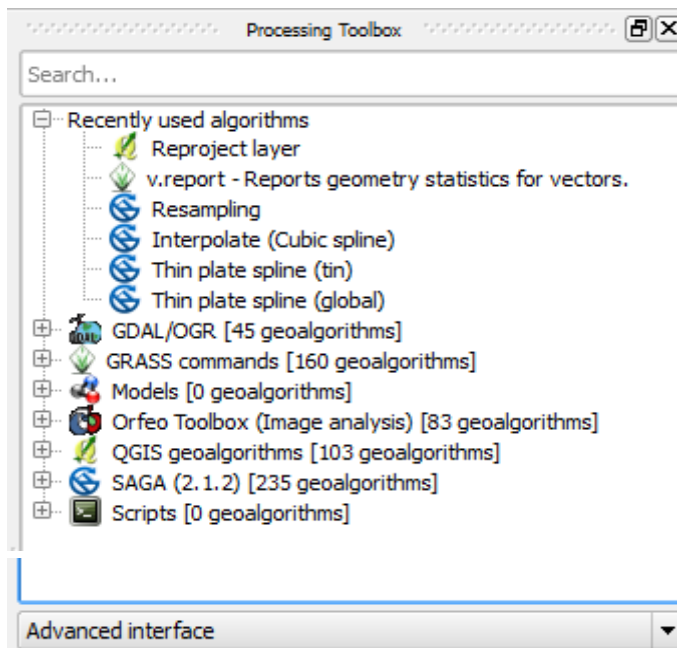 Processing Toolbox
Search...
Recently used algorithms
Reproject layer
v.report - Reports geometry statistics for vectors.
Resampling
Interpolate (Cubic spline)
Thin plate spline (tin)
Thin plate spline (global)
GDAL/OGR [45 geoalgorithms]
GRASS commands [160 geoalgorithms]
Models [0 geoalgorithms]
Orfeo Toolbox (Image analysis) [83 geoalgorithms]
QGIS geoalgorithms [103 geoalgorithms]
SAGA (2.1.2) [235 geoalgorithms]
Scripts [0 geoalgorithms]
Advanced interface